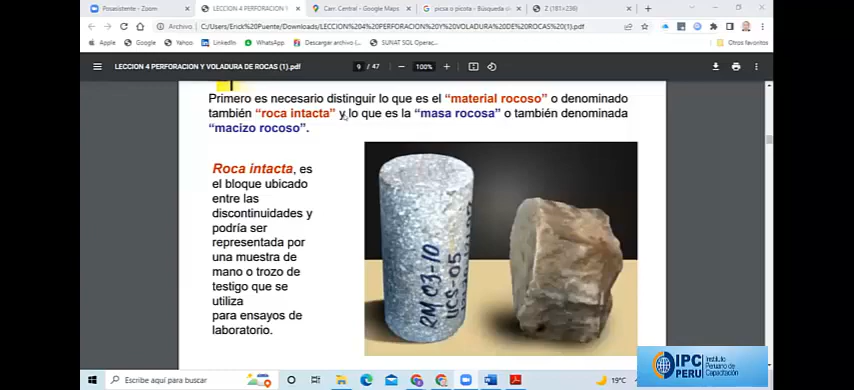 Prosistente - Zoom
LECCION 4 PERFORACION Y
Carr. Central - Google Maps
picsa o picota - Búsqueda de
Z (181×236)
Archivo
C:/Users/Erick%20Puente/Downloads/LECCION%204%20PERFORACION%20Y%20VOLADURA%20DE%20ROCAS%20(1).pdf
Apple
Google
Yahoo
LinkedIn
WhatsApp
Descargar archivo (...
SUNAT SOL Operac...
Otros favoritos
LECCION 4 PERFORACION Y VOLADURA DE ROCAS (1).pdf
9 / 47
100%
Primero es necesario distinguir lo que es el “material rocoso” o denominado
también “roca intacta” y lo que es la “masa rocosa” o también denominada
“macizo rocoso”.
Roca intacta, es
el bloque ubicado
entre las
discontinuidades y
podría ser
representada por
una muestra de
mano o trozo de
testigo que se
utiliza
para ensayos de
laboratorio.
RM 03-10
UCS-05
Escribe aquí para buscar
19°C
IPC
PERU
Instituto
Peruano de
Capacitación